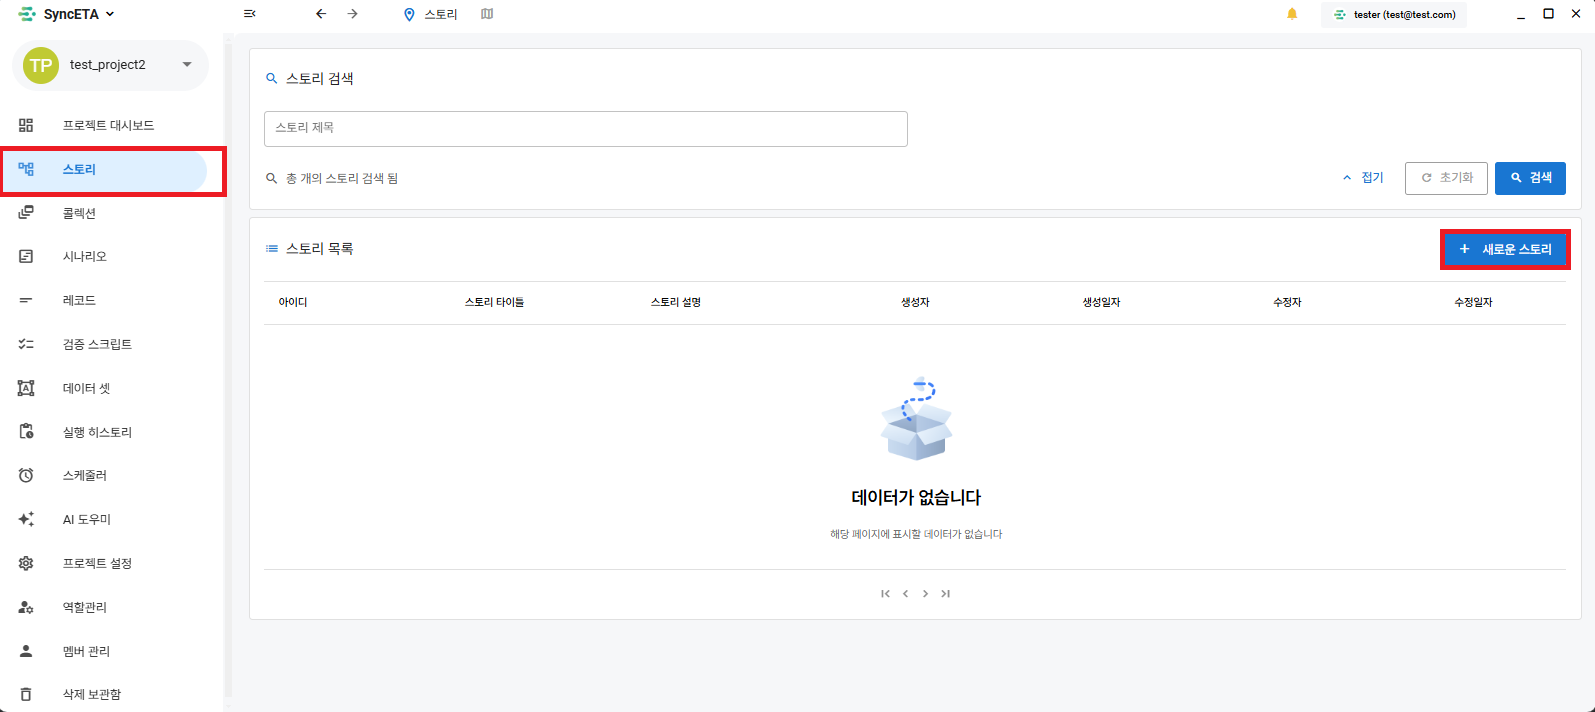 SyncETA
스토리
tester (test@test.com)
TP test_project2
프로젝트 대시보드
스토리
콜렉션
시나리오
레코드
검증 스크립트
데이터 셋
실행 히스토리
스케줄러
AI 도우미
프로젝트 설정
역할관리
멤버 관리
삭제 보관함
스토리 검색
스토리 제목
총 개의 스토리 검색 됨
접기
초기화
검색
스토리 목록
+ 새로운 스토리
아이디 스토리 타이틀 스토리 설명 생성자 생성일자 수정자 수정일자
데이터가 없습니다
해당 페이지에 표시할 데이터가 없습니다